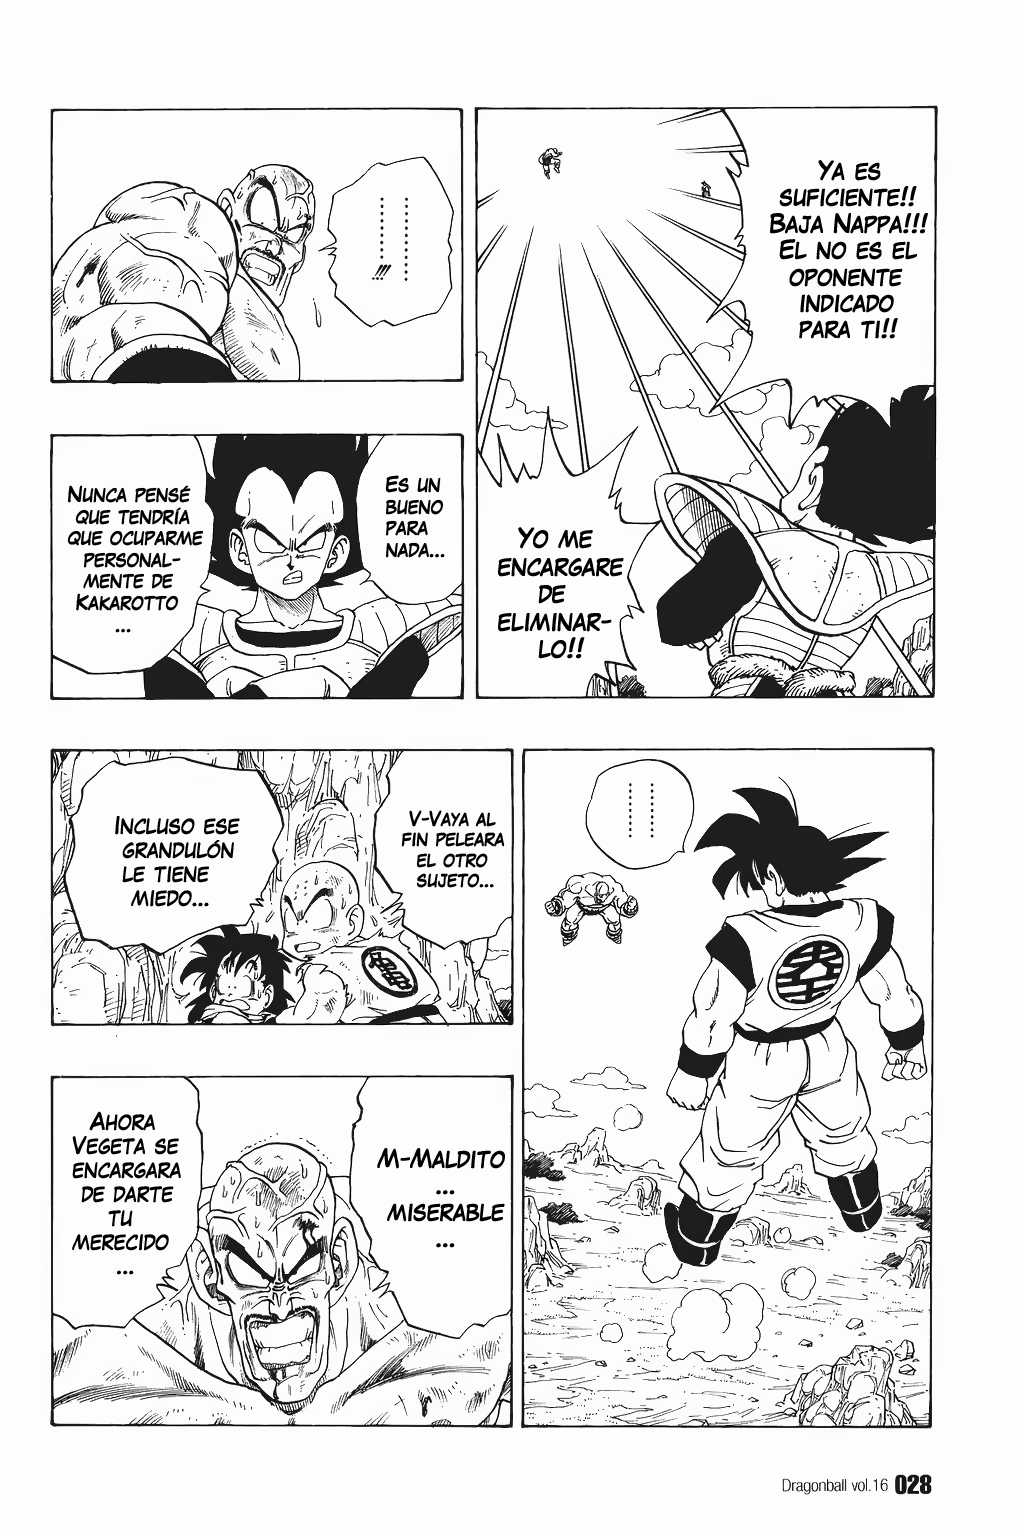 YA ES
SUFICIENTE!!
BAJA NAPPA!!!
EL NO ES EL
OPONENTE
INDICADO
PARA TI!!
YO ME
ENCARGARE
DE
ELIMINAR-
LO!!
!!!
ES UN
BUENO
PARA
NADA...
NUNCA PENSÉ
QUE TENDRÍA
QUE OCUPARME
PERSONAL-
MENTE DE
KAKAROTTO
...
V-VAYA AL
FIN PELEARA
EL OTRO
SUJETO...
INCLUSO ESE
GRANDULÓN
LE TIENE
MIEDO...
M-MALDITO
...
MISERABLE
...
AHORA
VEGETA SE
ENCARGARA
DE DARTE
TU
MERECIDO
...
Dragonball vol.16 028